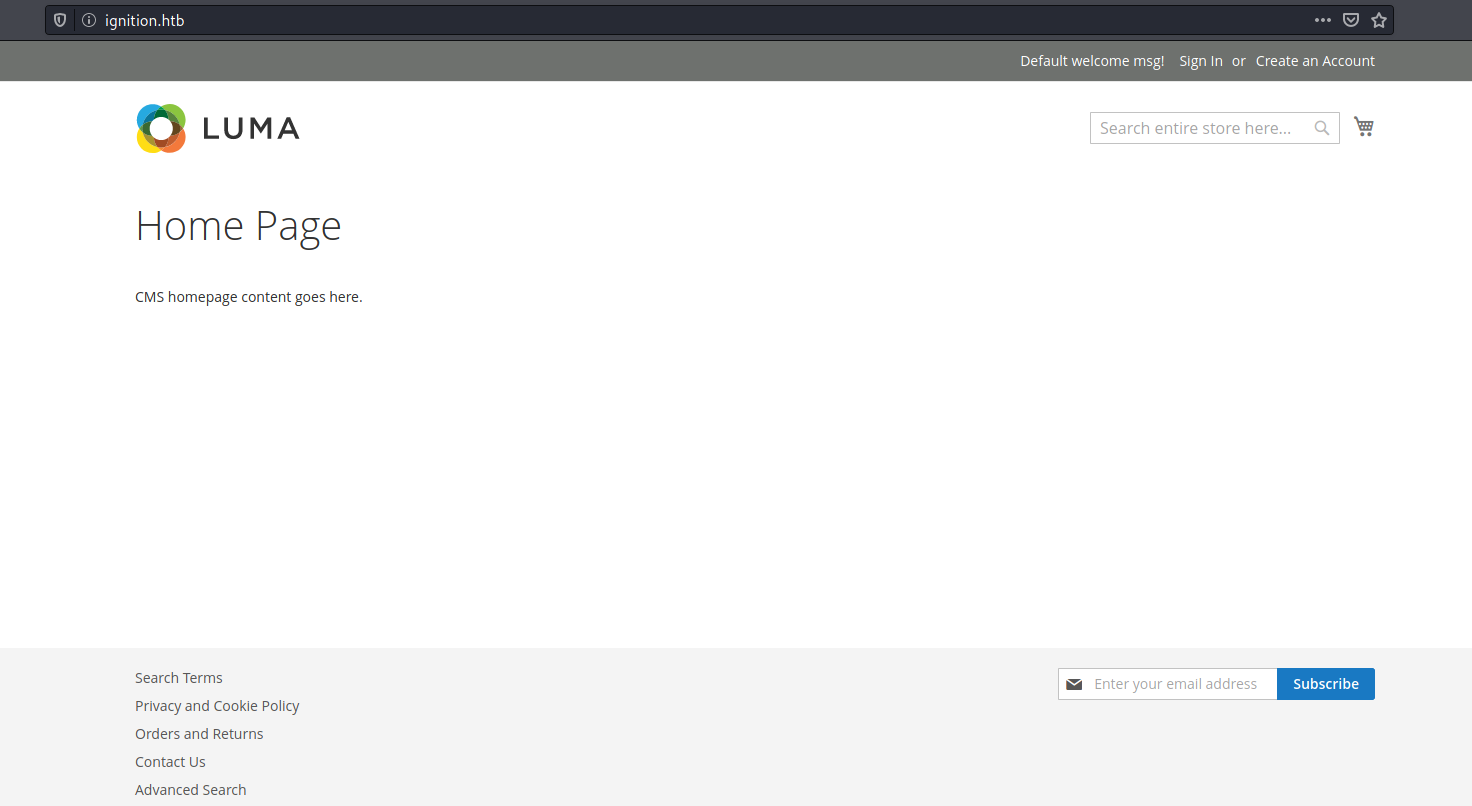 ignition.htb
Default welcome msg! Sign In or Create an Account
LUMA
Search entire store here...
Home Page
CMS homepage content goes here.
Search Terms
Privacy and Cookie Policy
Orders and Returns
Contact Us
Advanced Search
Enter your email address
Subscribe